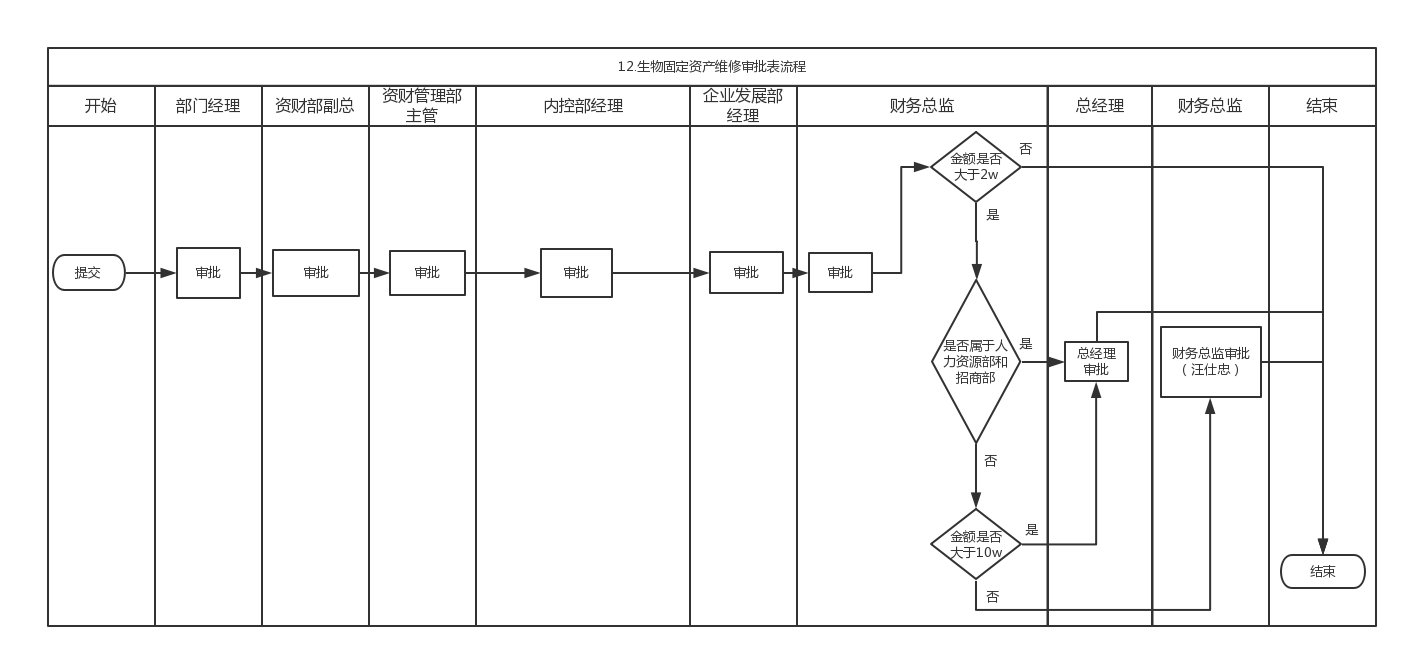 12.生物固定资产维修审批表流程
开始
部门经理
资财部副总
资财管理部
主管
内控部经理
企业发展部
经理
财务总监
总经理
财务总监
结束
金额是否
大于2w
否
是
提交
审批
审批
审批
审批
审批
审批
是否属于人
力资源部和
招商部
是
总经理
审批
财务总监审批
（汪仕忠）
否
金额是否
大于10w
是
否
结束